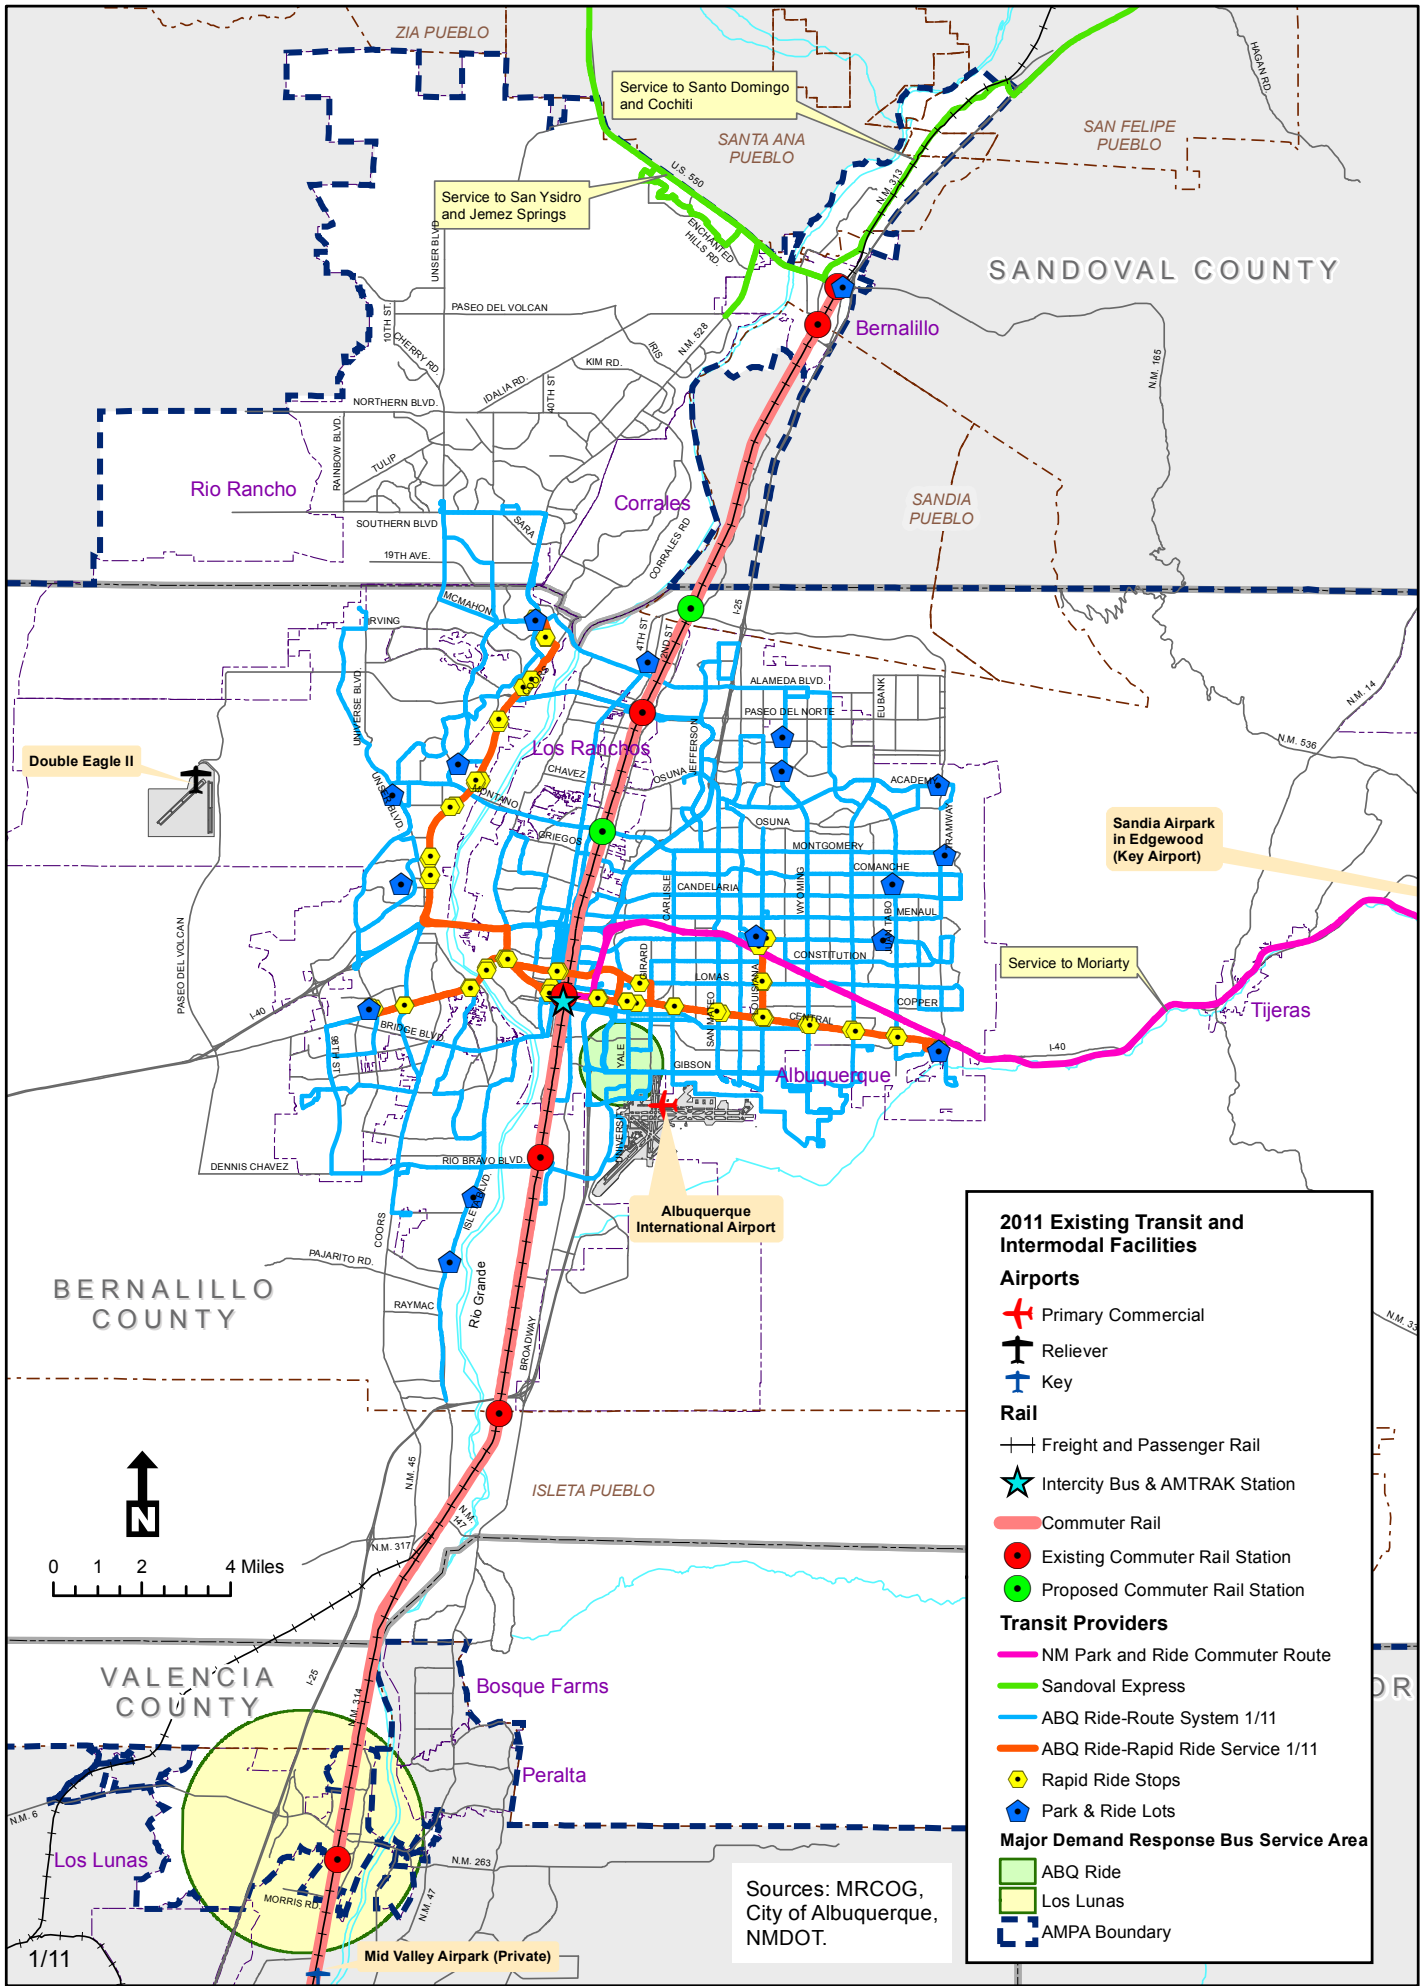 ZIA PUEBLO
HAGAN RD.
Service to Santo Domingo
and Cochiti
SANTA ANA
PUEBLO
SAN FELIPE
PUEBLO
U.S. 550
N.M. 313
Service to San Ysidro
and Jemez Springs
UNSER BLVD
ENCHANTED
HILLS RD.
SANDOVAL COUNTY
PASEO DEL VOLCAN
10TH ST.
Bernalillo
CHERRY RD.
IRIS
N.M. 528
KIM RD.
N.M. 165
IDALIA RD.
40TH ST
NORTHERN BLVD.
RAINBOW BLVD.
TULIP
Rio Rancho
Corrales
SANDIA
PUEBLO
SOUTHERN BLVD
SARA
CORRALES RD
19TH AVE.
MCMAHON
IRVING
4TH ST
2ND ST
I-25
UNIVERSE BLVD.
COORS
ALAMEDA BLVD.
EUBANK
PASEO DEL NORTE
N.M. 14
N.M. 536
JEFFERSON
Los Ranchos
Double Eagle II
CHAVEZ
OSUNA
ACADEMY
UNSER BLVD.
MONTANO
TRAMWAY
OSUNA
GRIEGOS
MONTGOMERY
Sandia Airpark
in Edgewood
(Key Airport)
COMANCHE
CARLISLE
CANDELARIA
WYOMING
JUAN TABO
MENAUL
PASEO DEL VOLCAN
GIRARD
CONSTITUTION
Service to Moriarty
LOMAS
LOUISIANA
SAN MATEO
COPPER
I-40
CENTRAL
Tijeras
BRIDGE BLVD.
98TH ST
YALE
GIBSON
I-40
Albuquerque
UNIVERSITY
DENNIS CHAVEZ
RIO BRAVO BLVD.
ISLETA BLVD.
Albuquerque
International Airport
COORS
PAJARITO RD.
BERNALILLO
COUNTY
RAYMAC
Rio Grande
BROADWAY
N.M. 33
N.M. 45
ISLETA PUEBLO
N
N.M.
147
N.M. 317
0 1 2 4 Miles
VALENCIA
COUNTY
I-25
N.M. 314
Bosque Farms
Peralta
N.M. 6
Los Lunas
N.M. 263
MORRIS RD.
N.M. 47
1/11
Mid Valley Airpark (Private)
Sources: MRCOG,
City of Albuquerque,
NMDOT.
2011 Existing Transit and
Intermodal Facilities
Airports
Primary Commercial
Reliever
Key
Rail
Freight and Passenger Rail
Intercity Bus & AMTRAK Station
Commuter Rail
Existing Commuter Rail Station
Proposed Commuter Rail Station
Transit Providers
NM Park and Ride Commuter Route
Sandoval Express
ABQ Ride-Route System 1/11
ABQ Ride-Rapid Ride Service 1/11
Rapid Ride Stops
Park & Ride Lots
Major Demand Response Bus Service Area
ABQ Ride
Los Lunas
AMPA Boundary
OR